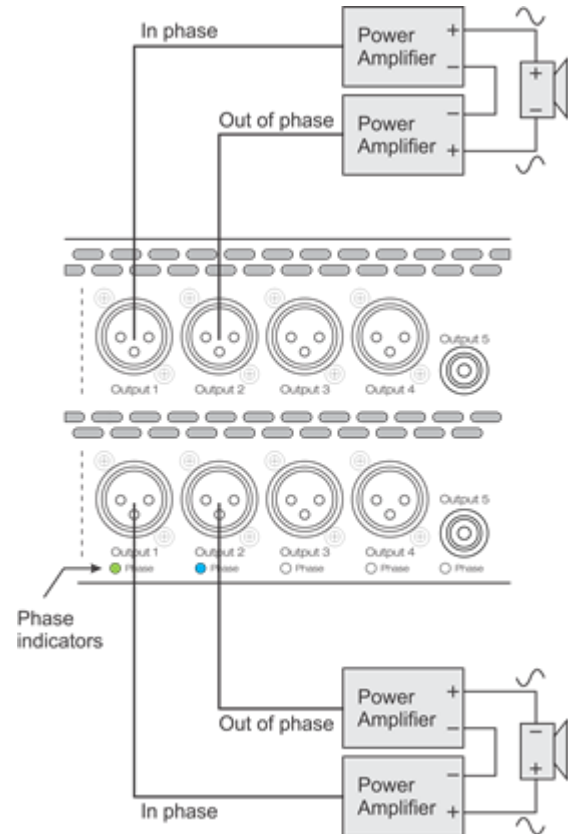 In phase
Power
Amplifier
+
−
+
−
Out of phase
Power
Amplifier
−
+
Output 1
Output 2
Output 3
Output 4
Output 5
Output 1
Output 2
Output 3
Output 4
Output 5
Phase
Phase
Phase
Phase
Phase
Phase
indicators
Out of phase
Power
Amplifier
+
−
−
+
In phase
Power
Amplifier
−
+